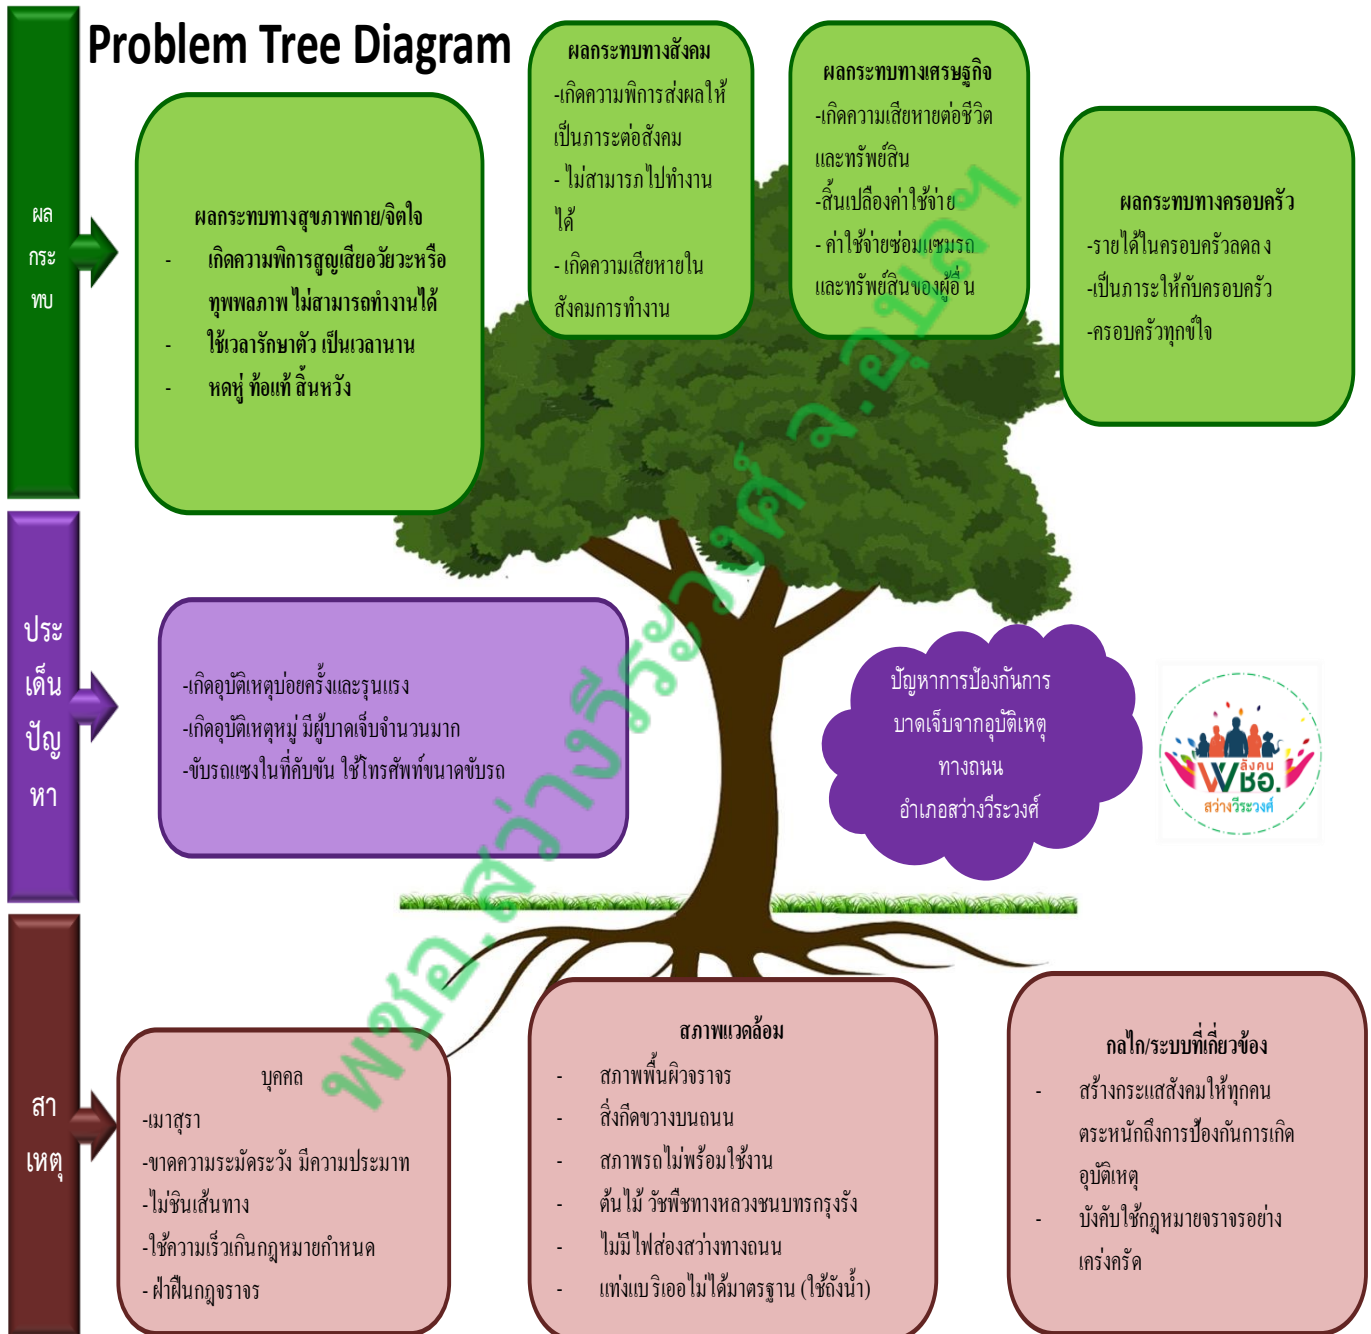 Problem Tree Diagram
ผล
กระ
ทบ
ผลกระทบทางสุขภาพกาย/จิตใจ
- เกิดความพิการสูญเสียอวัยวะหรือ
ทุพพลภาพ ไม่สามารถทำงานได้
- ใช้เวลารักษาตัว เป็นเวลานาน
- หดหู่ ท้อแท้ สิ้นหวัง
ผลกระทบทางสังคม
-เกิดความพิการส่งผลให้
เป็นภาระต่อสังคม
- ไม่สามารถไปทำงาน
ได้
- เกิดความเสียหายใน
สังคมการทำงาน
ผลกระทบทางเศรษฐกิจ
-เกิดความเสียหายต่อชีวิต
และทรัพย์สิน
-สิ้นเปลืองค่าใช้จ่าย
- ค่าใช้จ่ายซ่อมแซมรถ
และทรัพย์สินของผู้อื่น
ผลกระทบทางครอบครัว
-รายได้ในครอบครัวลดลง
-เป็นภาระให้กับครอบครัว
-ครอบครัวทุกข์ใจ
ประ
เด็น
ปัญ
หา
-เกิดอุบัติเหตุบ่อยครั้งและรุนแรง
-เกิดอุบัติเหตุหมู่ มีผู้บาดเจ็บจำนวนมาก
-ขับรถแซงในที่คับขัน ใช้โทรศัพท์ขนาดขับรถ
ปัญหาการป้องกันการ
บาดเจ็บจากอุบัติเหตุ
ทางถนน
อำเภอสว่างวีระวงศ์
พลังคน
พชอ.
สว่างวีระวงศ์
พชอ.สว่างวีระวงศ์ จ.อุบลฯ
สา
เหตุ
บุคคล
-เมาสุรา
-ขาดความระมัดระวัง มีความประมาท
-ไม่ชินเส้นทาง
-ใช้ความเร็วเกินกฎหมายกำหนด
- ฝ่าฝืนกฎจราจร
สภาพแวดล้อม
- สภาพพื้นผิวจราจร
- สิ่งกีดขวางบนถนน
- สภาพรถไม่พร้อมใช้งาน
- ต้นไม้ วัชพืชทางหลวงชนบทรกรุงรัง
- ไม่มีไฟส่องสว่างทางถนน
- แท่งแบริเออไม่ได้มาตรฐาน (ใช้ถังน้ำ)
กลไก/ระบบที่เกี่ยวข้อง
- สร้างกระแสสังคมให้ทุกคน
ตระหนักถึงการป้องกันการเกิด
อุบัติเหตุ
- บังคับใช้กฎหมายจราจรอย่าง
เคร่งครัด